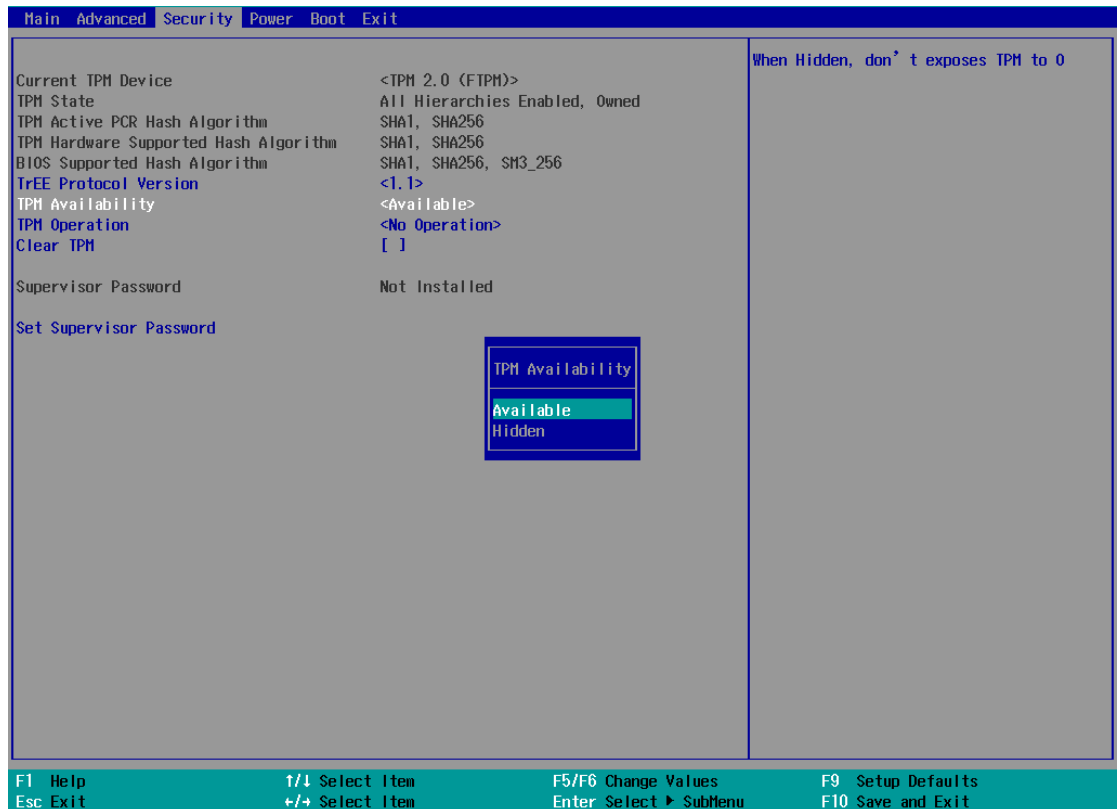 Main Advanced Security Power Boot Exit
When Hidden, don’t exposes TPM to O
Current TPM Device <TPM 2.0 (FTPM)>
TPM State All Hierarchies Enabled, Owned
TPM Active PCR Hash Algorithm SHA1, SHA256
TPM Hardware Supported Hash Algorithm SHA1, SHA256
BIOS Supported Hash Algorithm SHA1, SHA256, SM3_256
TrEE Protocol Version <1.1>
TPM Availability <Available>
TPM Operation <No Operation>
Clear TPM [ ]
Supervisor Password Not Installed
Set Supervisor Password
TPM Availability
Available
Hidden
F1 Help ↑/↓ Select Item F5/F6 Change Values F9 Setup Defaults
Esc Exit ←/→ Select Item Enter Select ▶ SubMenu F10 Save and Exit